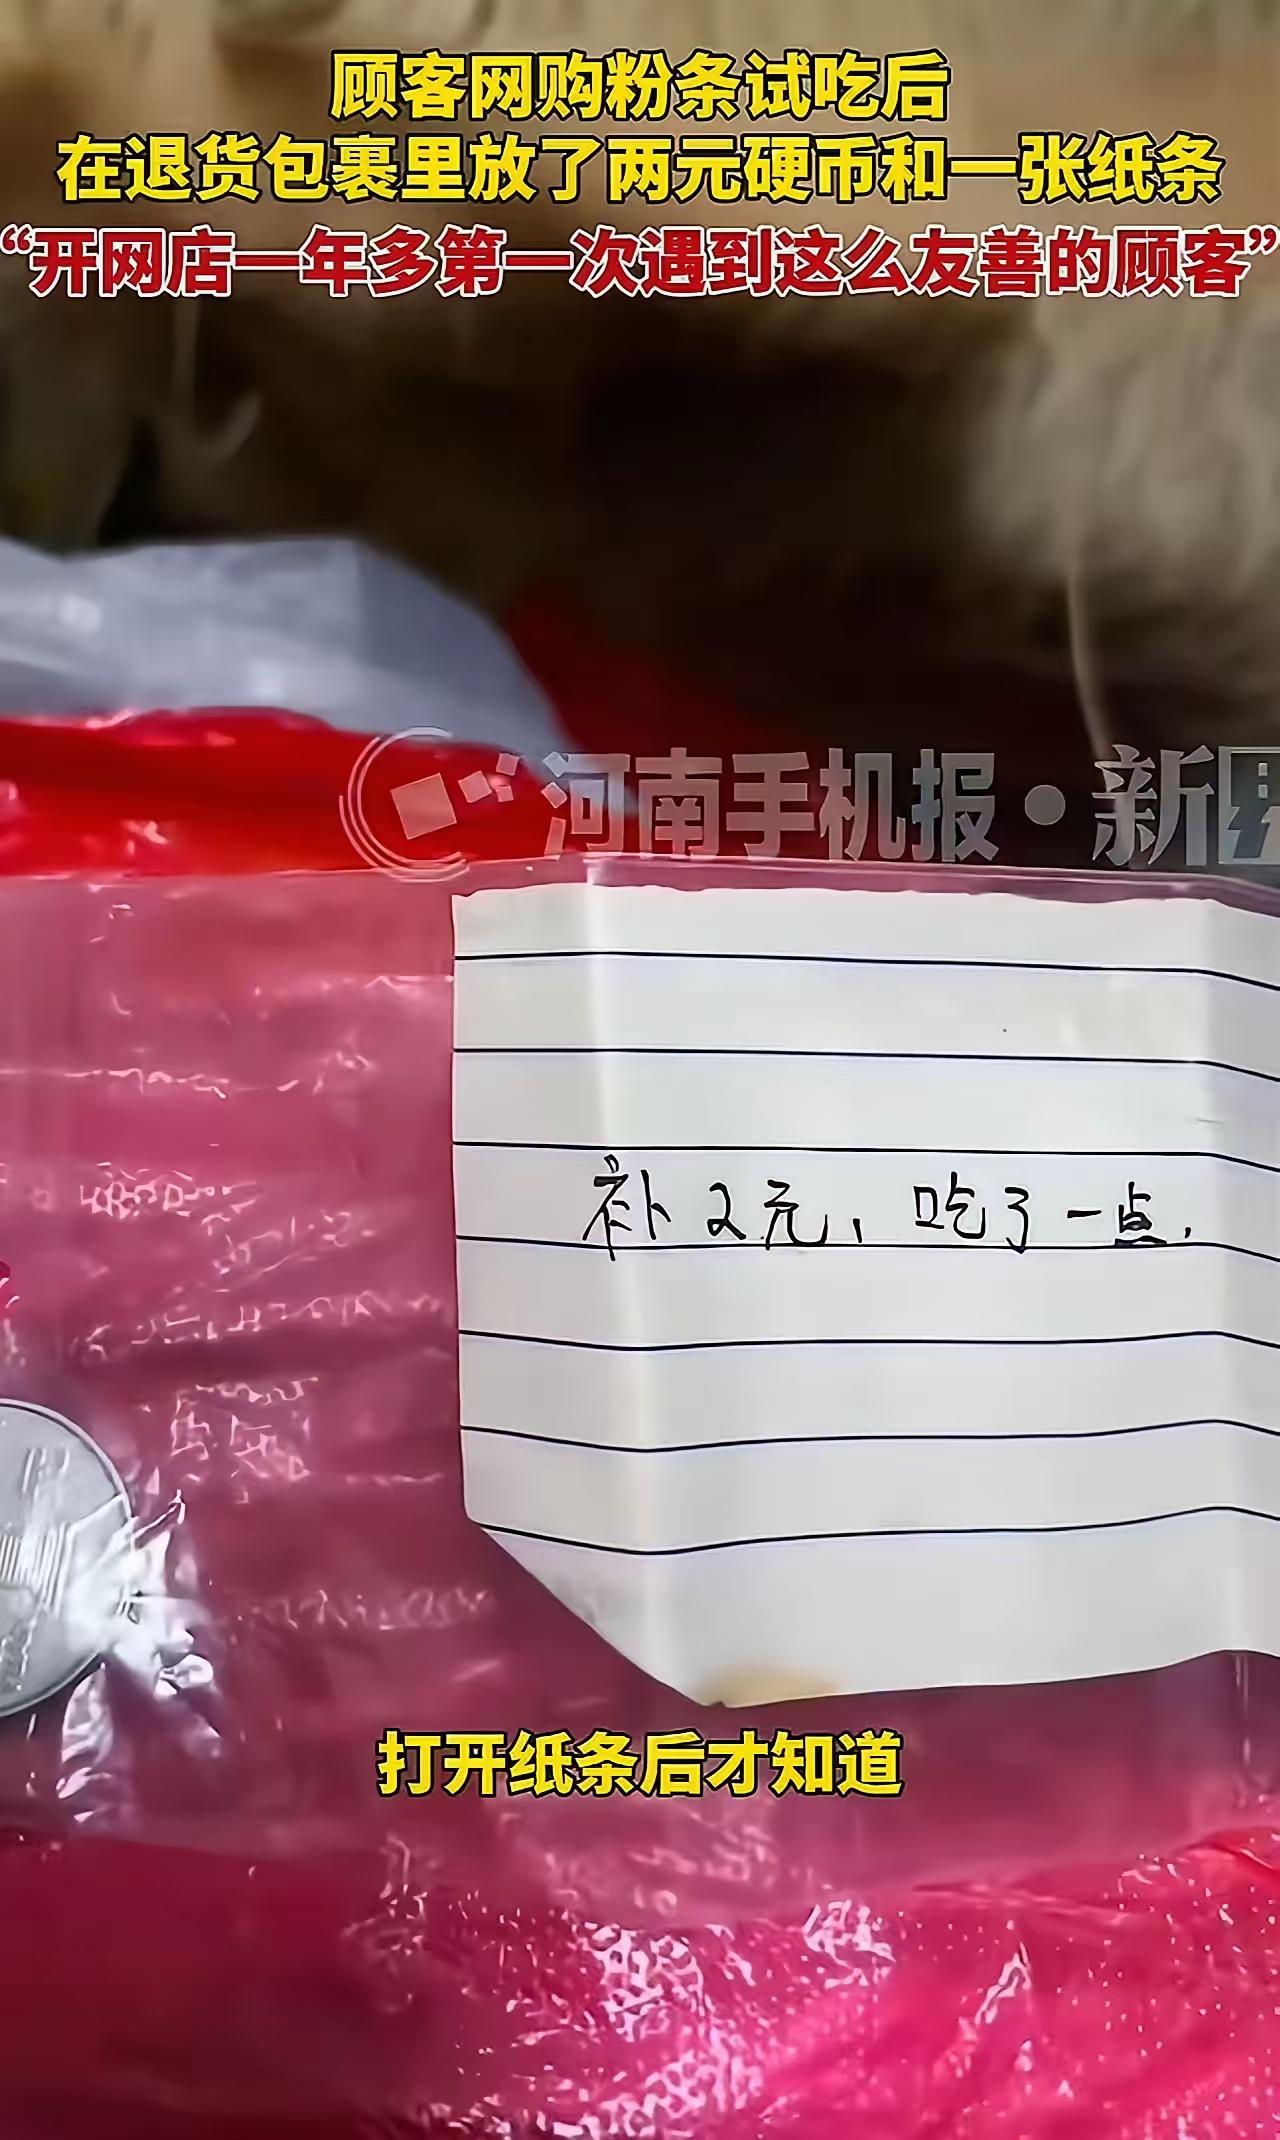 顾客网购粉条试吃后
在退货包裹里放了两元硬币和一张纸条
“开网店一年多第一次遇到这么友善的顾客”
河南手机报·新
补2元，吃了一点.
打开纸条后才知道